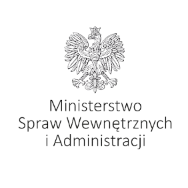 Ministerstwo
Spraw Wewnętrznych
i Administracji